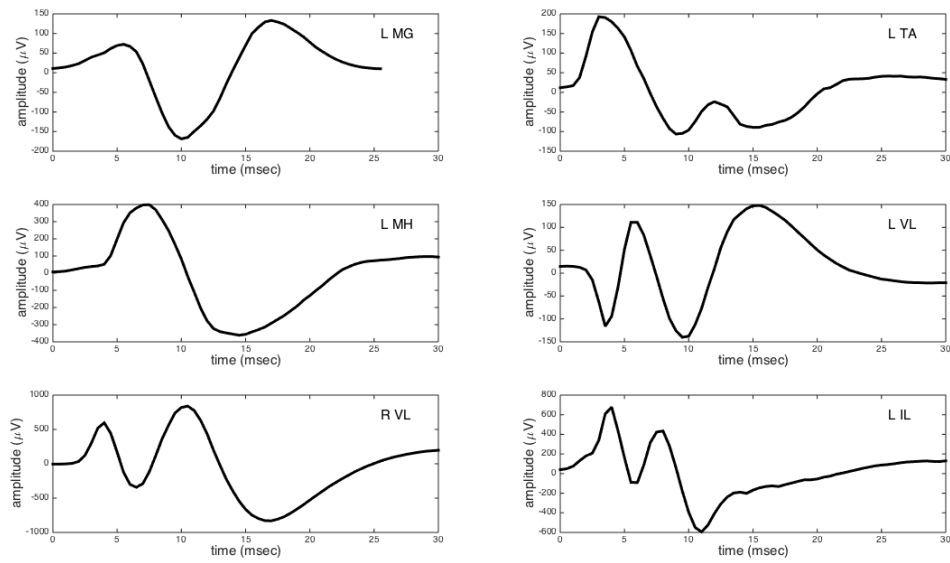 150
100
50
0
-50
-100
-150
-200
amplitude (μV)
L MG
0 5 10 15 20 25 30
time (msec)
200
150
100
50
0
-50
-100
-150
amplitude (μV)
L TA
0 5 10 15 20 25 30
time (msec)
400
300
200
100
0
-100
-200
-300
-400
amplitude (μV)
L MH
0 5 10 15 20 25 30
time (msec)
150
100
50
0
-50
-100
-150
amplitude (μV)
L VL
0 5 10 15 20 25 30
time (msec)
1000
500
0
-500
-1000
amplitude (μV)
R VL
0 5 10 15 20 25 30
time (msec)
800
600
400
200
0
-200
-400
-600
amplitude (μV)
L IL
0 5 10 15 20 25 30
time (msec)